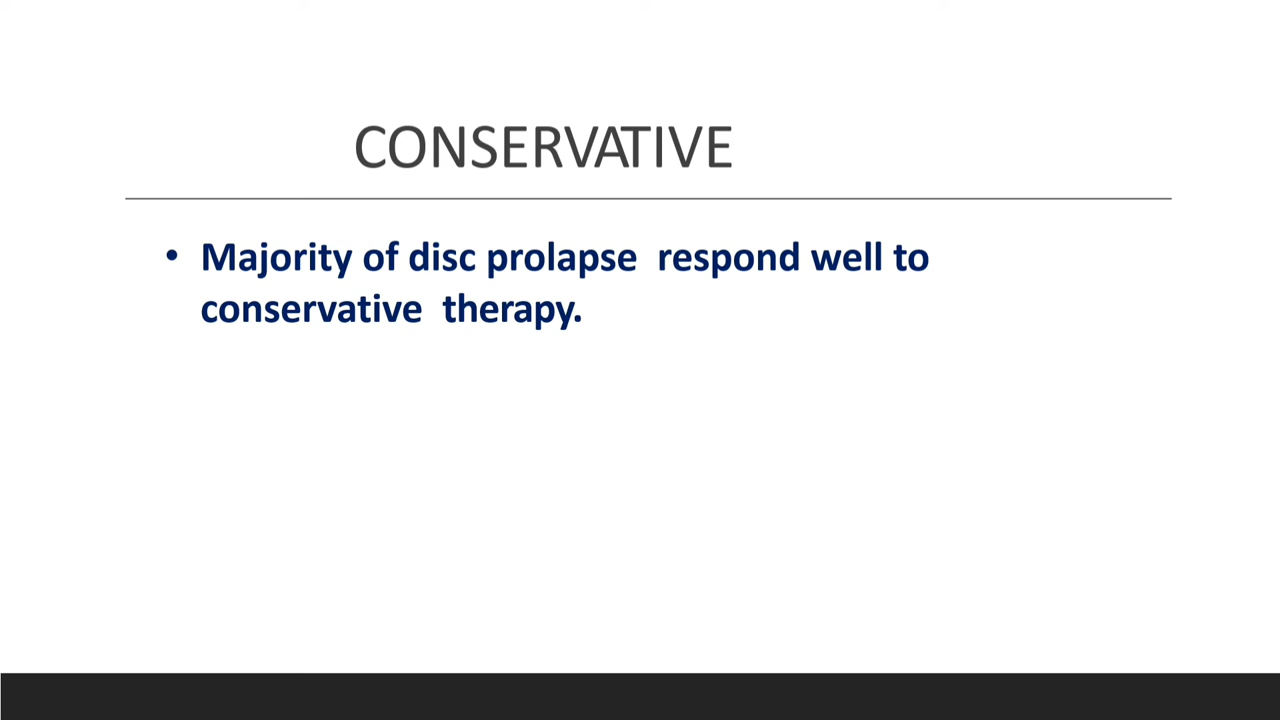 CONSERVATIVE
• Majority of disc prolapse  respond well to
conservative  therapy.